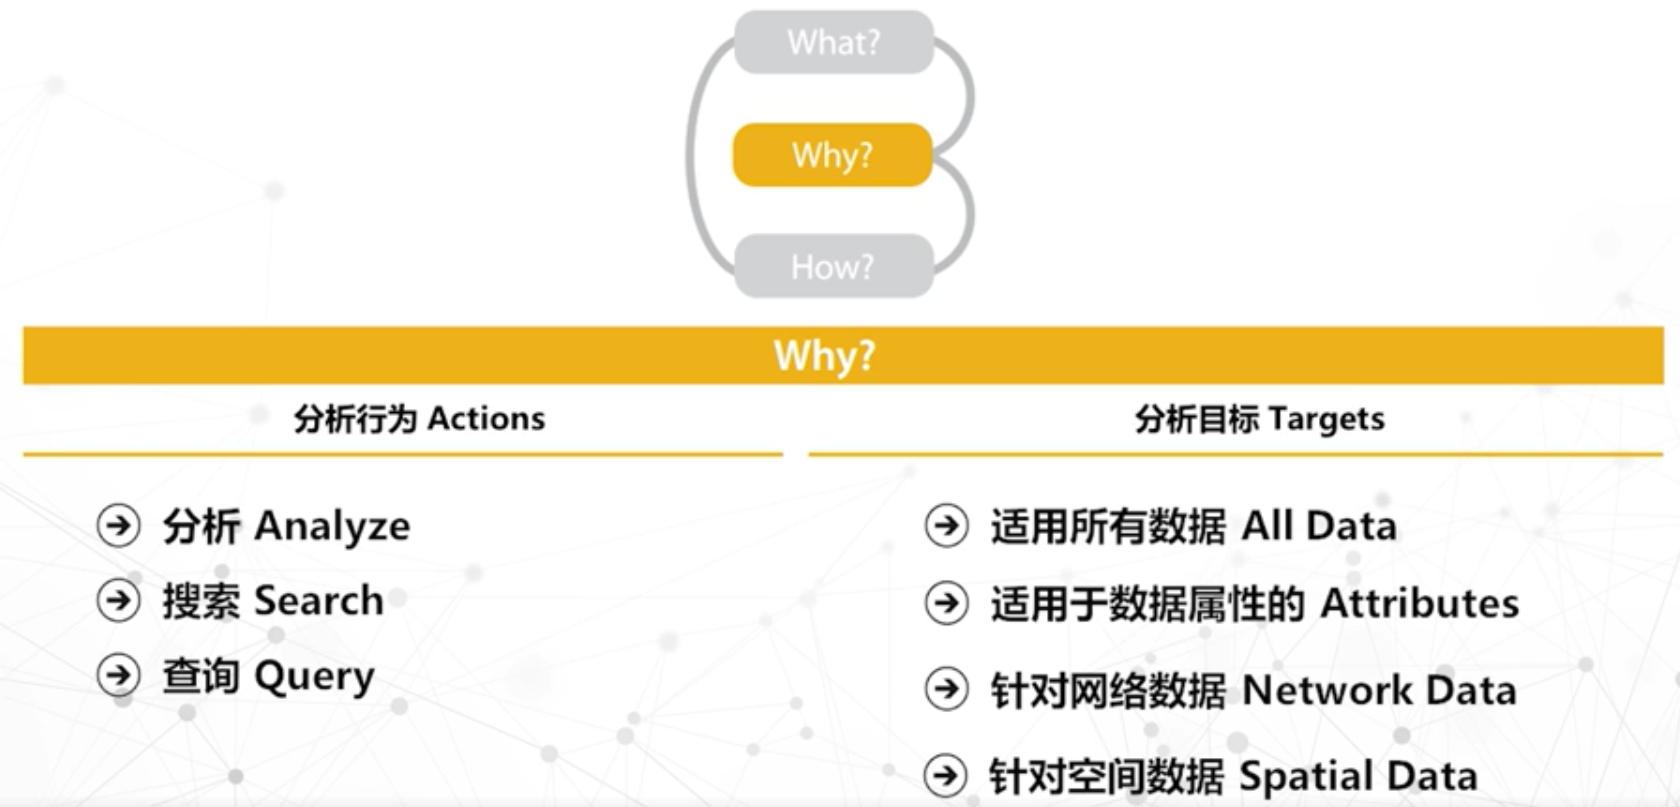 What?
Why?
How?
Why?
分析行为 Actions
分析 Analyze
搜索 Search
查询 Query
分析目标 Targets
适用所有数据 All Data
适用于数据属性的 Attributes
针对网络数据 Network Data
针对空间数据 Spatial Data